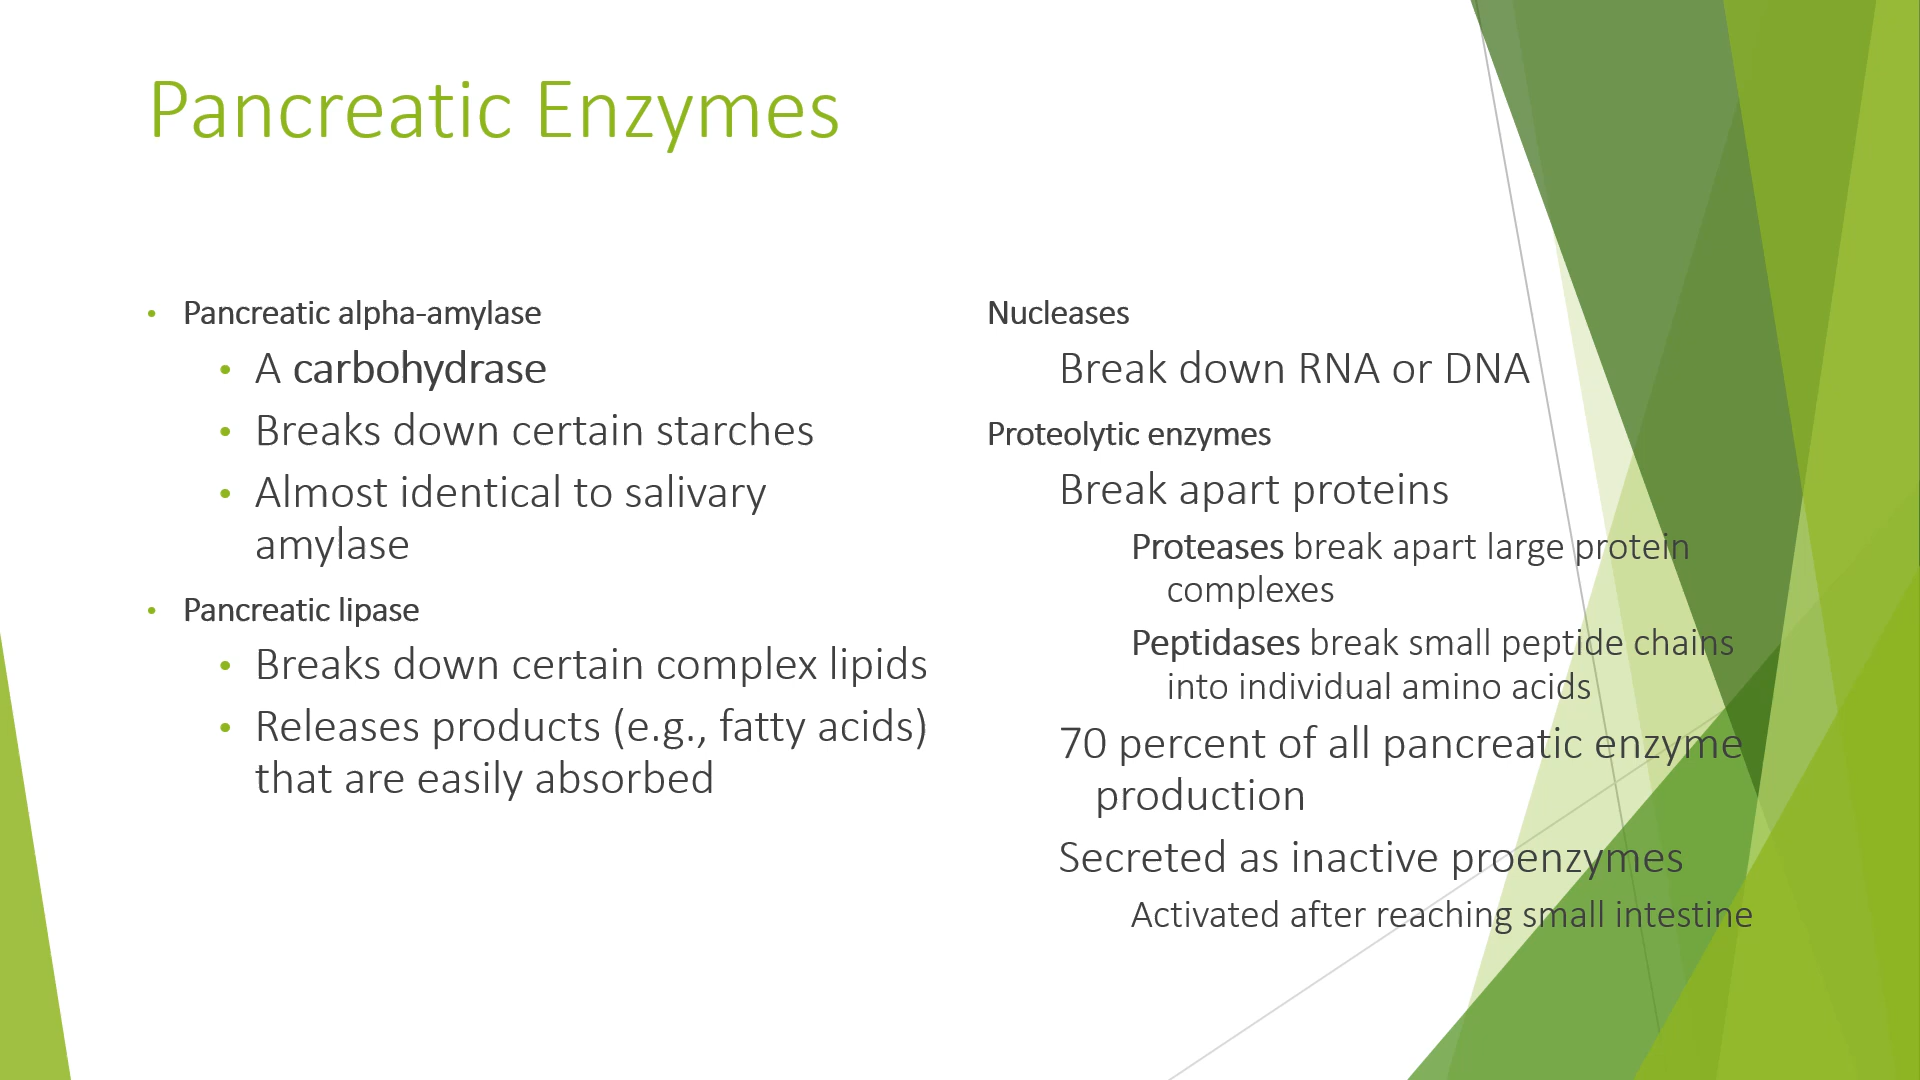 Pancreatic Enzymes
• Pancreatic alpha-amylase
• A carbohydrase
• Breaks down certain starches
• Almost identical to salivary
amylase
• Pancreatic lipase
• Breaks down certain complex lipids
• Releases products (e.g., fatty acids)
that are easily absorbed
Nucleases
Break down RNA or DNA
Proteolytic enzymes
Break apart proteins
Proteases break apart large protein
complexes
Peptidases break small peptide chains
into individual amino acids
70 percent of all pancreatic enzyme
production
Secreted as inactive proenzymes
Activated after reaching small intestine